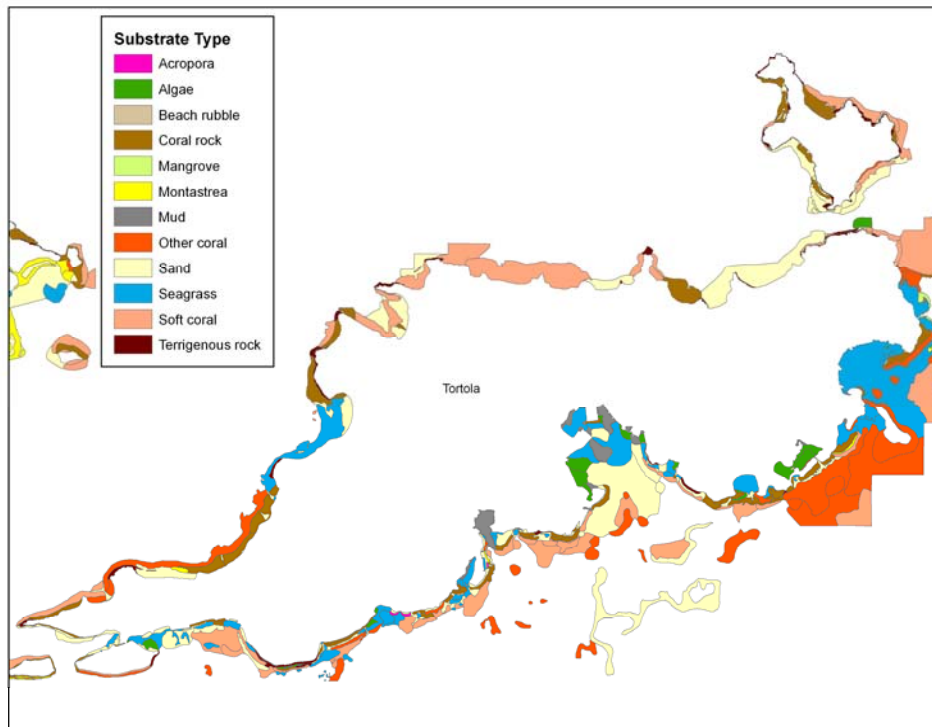 Substrate Type
Acropora
Algae
Beach rubble
Coral rock
Mangrove
Montastrea
Mud
Other coral
Sand
Seagrass
Soft coral
Terrigenous rock
Tortola